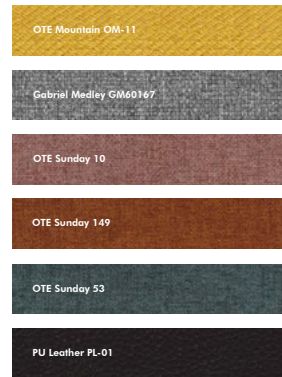 OTE Mountain OM-11
Gabriel Medley GM60167
OTE Sunday 10
OTE Sunday 149
OTE Sunday 53
PU Leather PL-01